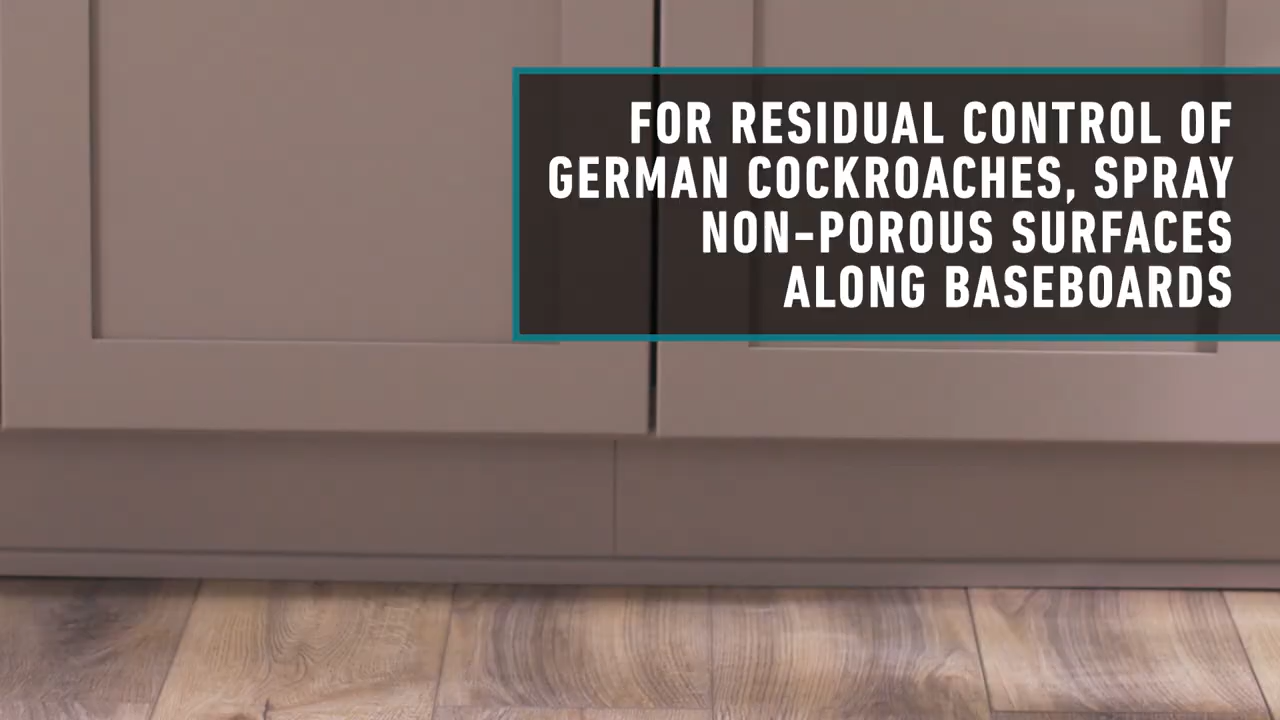 FOR RESIDUAL CONTROL OF
GERMAN COCKROACHES, SPRAY
NON-POROUS SURFACES
ALONG BASEBOARDS